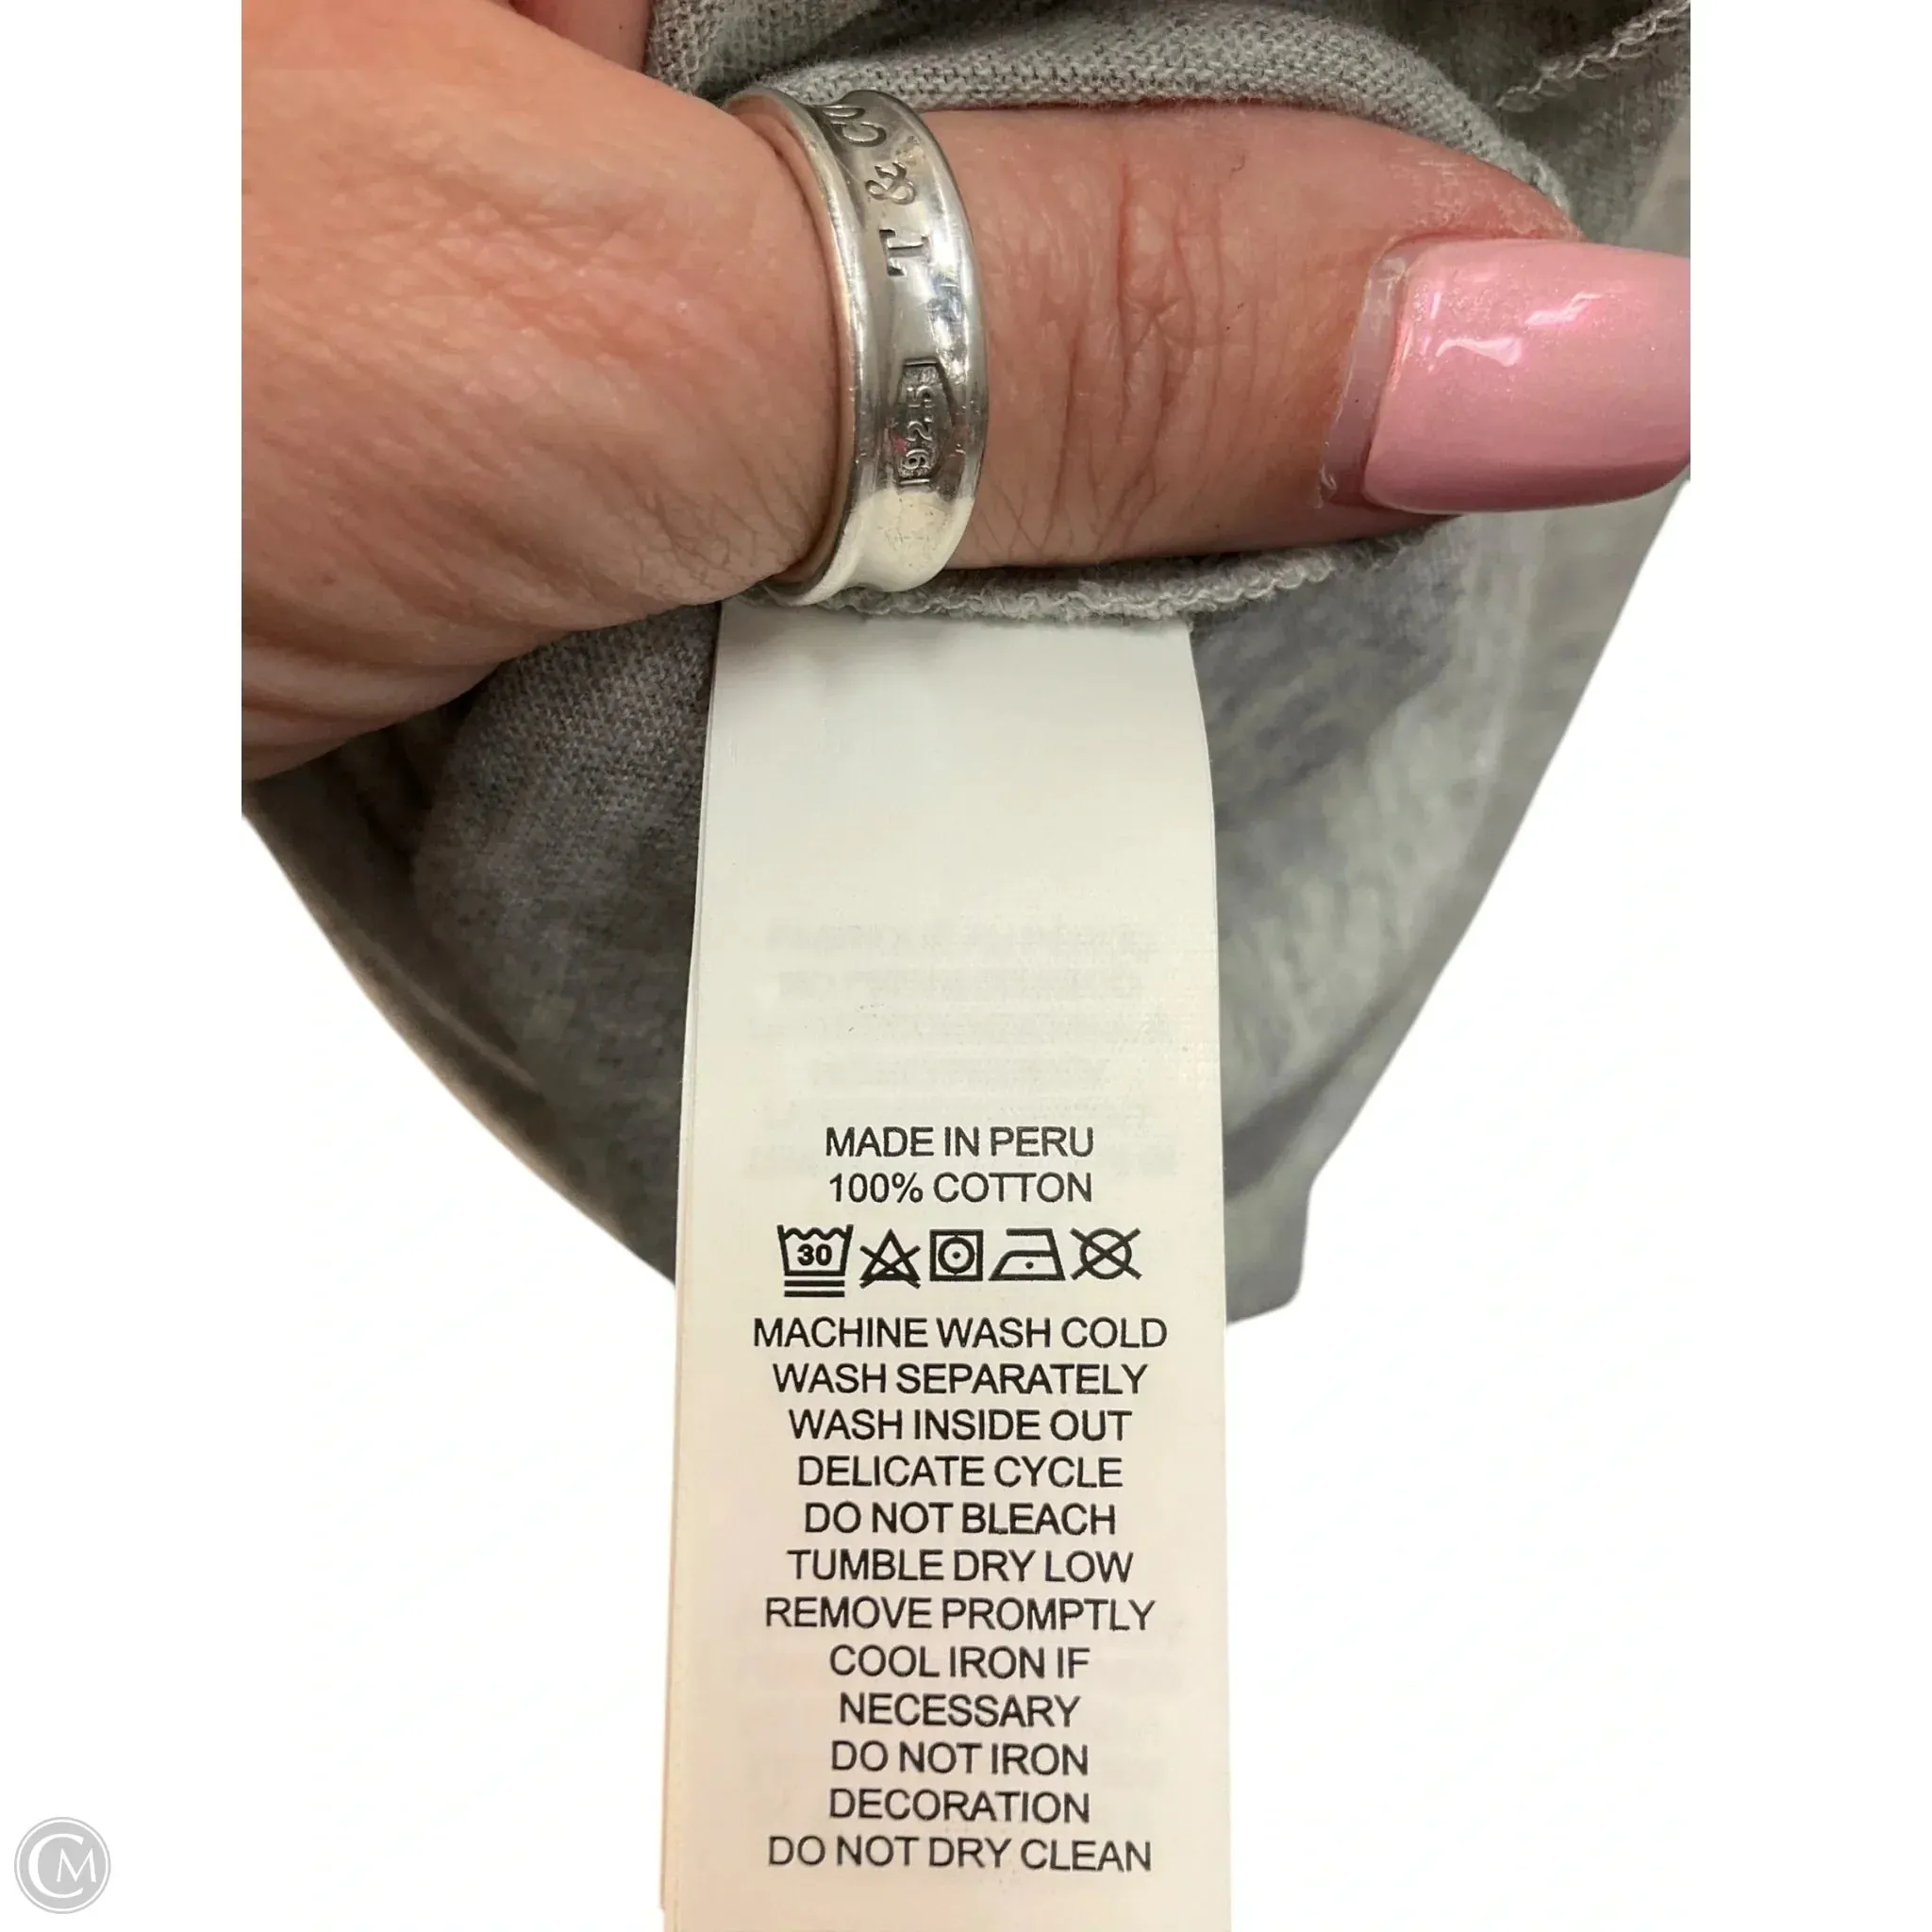 T & CO
925
MADE IN PERU
100% COTTON
30
MACHINE WASH COLD
WASH SEPARATELY
WASH INSIDE OUT
DELICATE CYCLE
DO NOT BLEACH
TUMBLE DRY LOW
REMOVE PROMPTLY
COOL IRON IF
NECESSARY
DO NOT IRON
DECORATION
DO NOT DRY CLEAN
CM